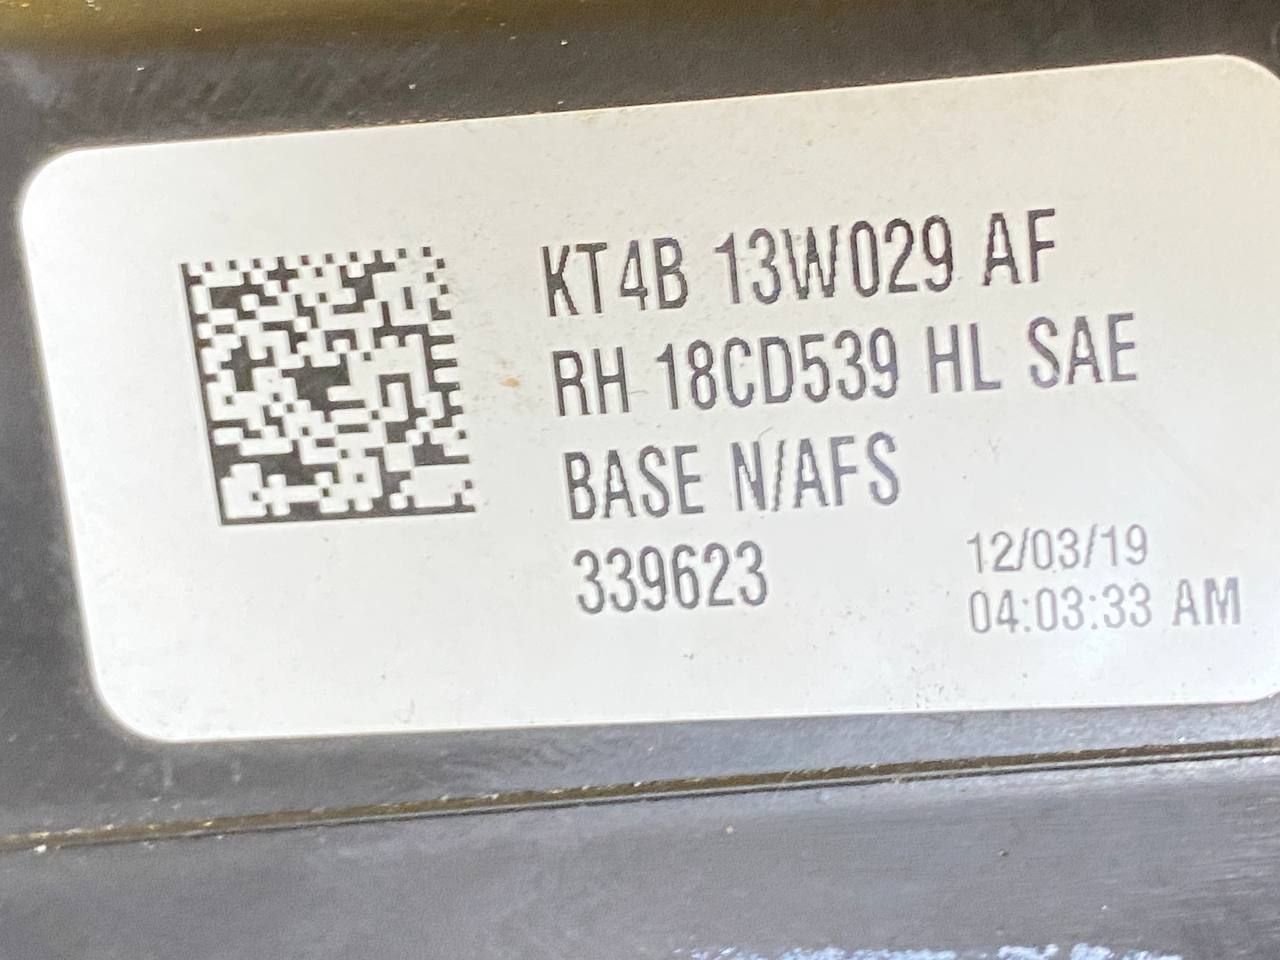 KT4B 13W029 AF
RH 18CD539 HL SAE
BASE N/AFS
339623
12/03/19
04:03:33 AM